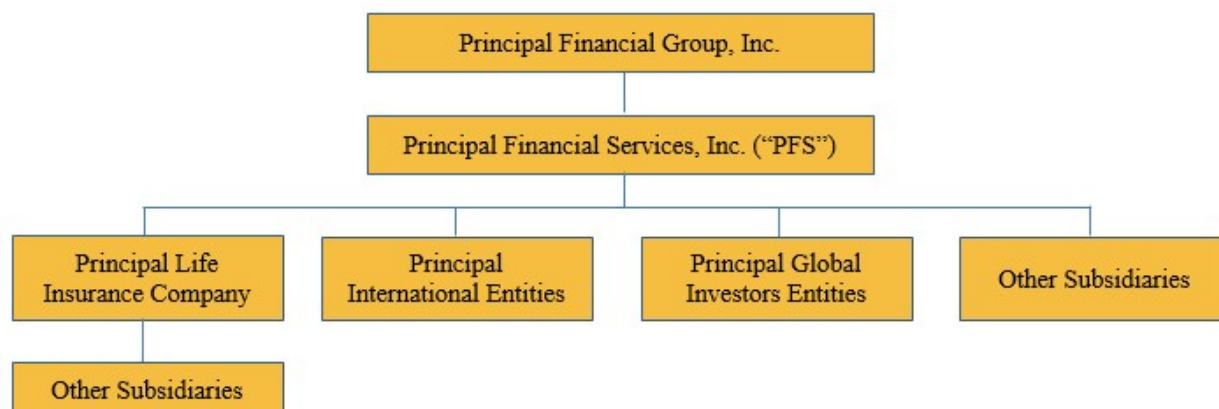 Principal Financial Group, Inc.
Principal Financial Services, Inc. (“PFS”)
Principal Life
Insurance Company
Principal
International Entities
Principal Global
Investors Entities
Other Subsidiaries
Other Subsidiaries